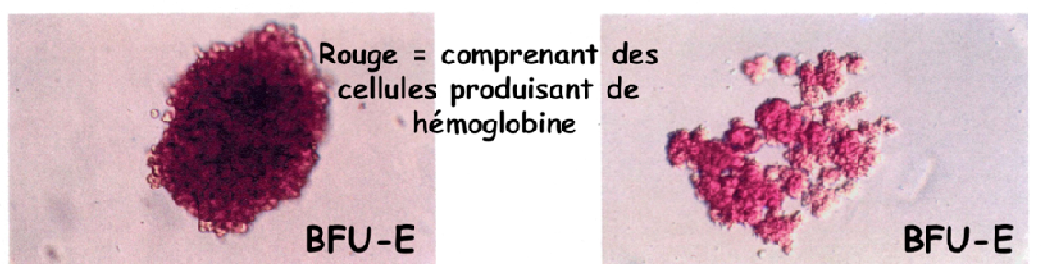 Rouge = comprenant des
cellules produisant de
hémoglobine
BFU-E
BFU-E